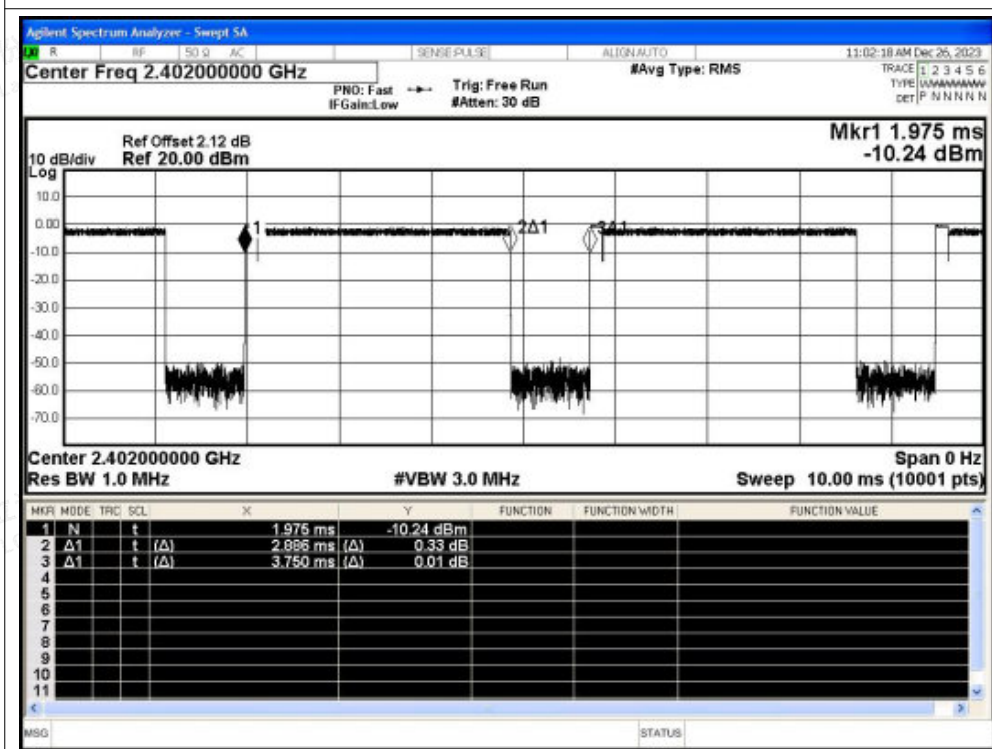 Agilent Spectrum Analyzer - Swept SA
R RF 50 Ω AC SENSE:PULSE ALIGN AUTO 11:02:18 AM Dec 26, 2023
Center Freq 2.402000000 GHz #Avg Type: RMS TRACE 1 2 3 4 5 6
PNO: Fast Trig: Free Run TYPE
IFGain:Low #Atten: 30 dB DET P N N N N N
Mkr1 1.975 ms
Ref Offset 2.12 dB
10 dB/div Ref 20.00 dBm -10.24 dBm
Log
10.0
0.00
1 2Δ1 3Δ1
-10.0
-20.0
-30.0
-40.0
-50.0
-60.0
-70.0
Center 2.402000000 GHz Span 0 Hz
Res BW 1.0 MHz #VBW 3.0 MHz Sweep 10.00 ms (10001 pts)
MKR MODE TRC SCL X Y FUNCTION FUNCTION WIDTH FUNCTION VALUE
1 N t 1.975 ms -10.24 dBm
2 Δ1 t (Δ) 2.886 ms (Δ) 0.33 dB
3 Δ1 t (Δ) 3.750 ms (Δ) 0.01 dB
4
5
6
7
8
9
10
11
MSG STATUS